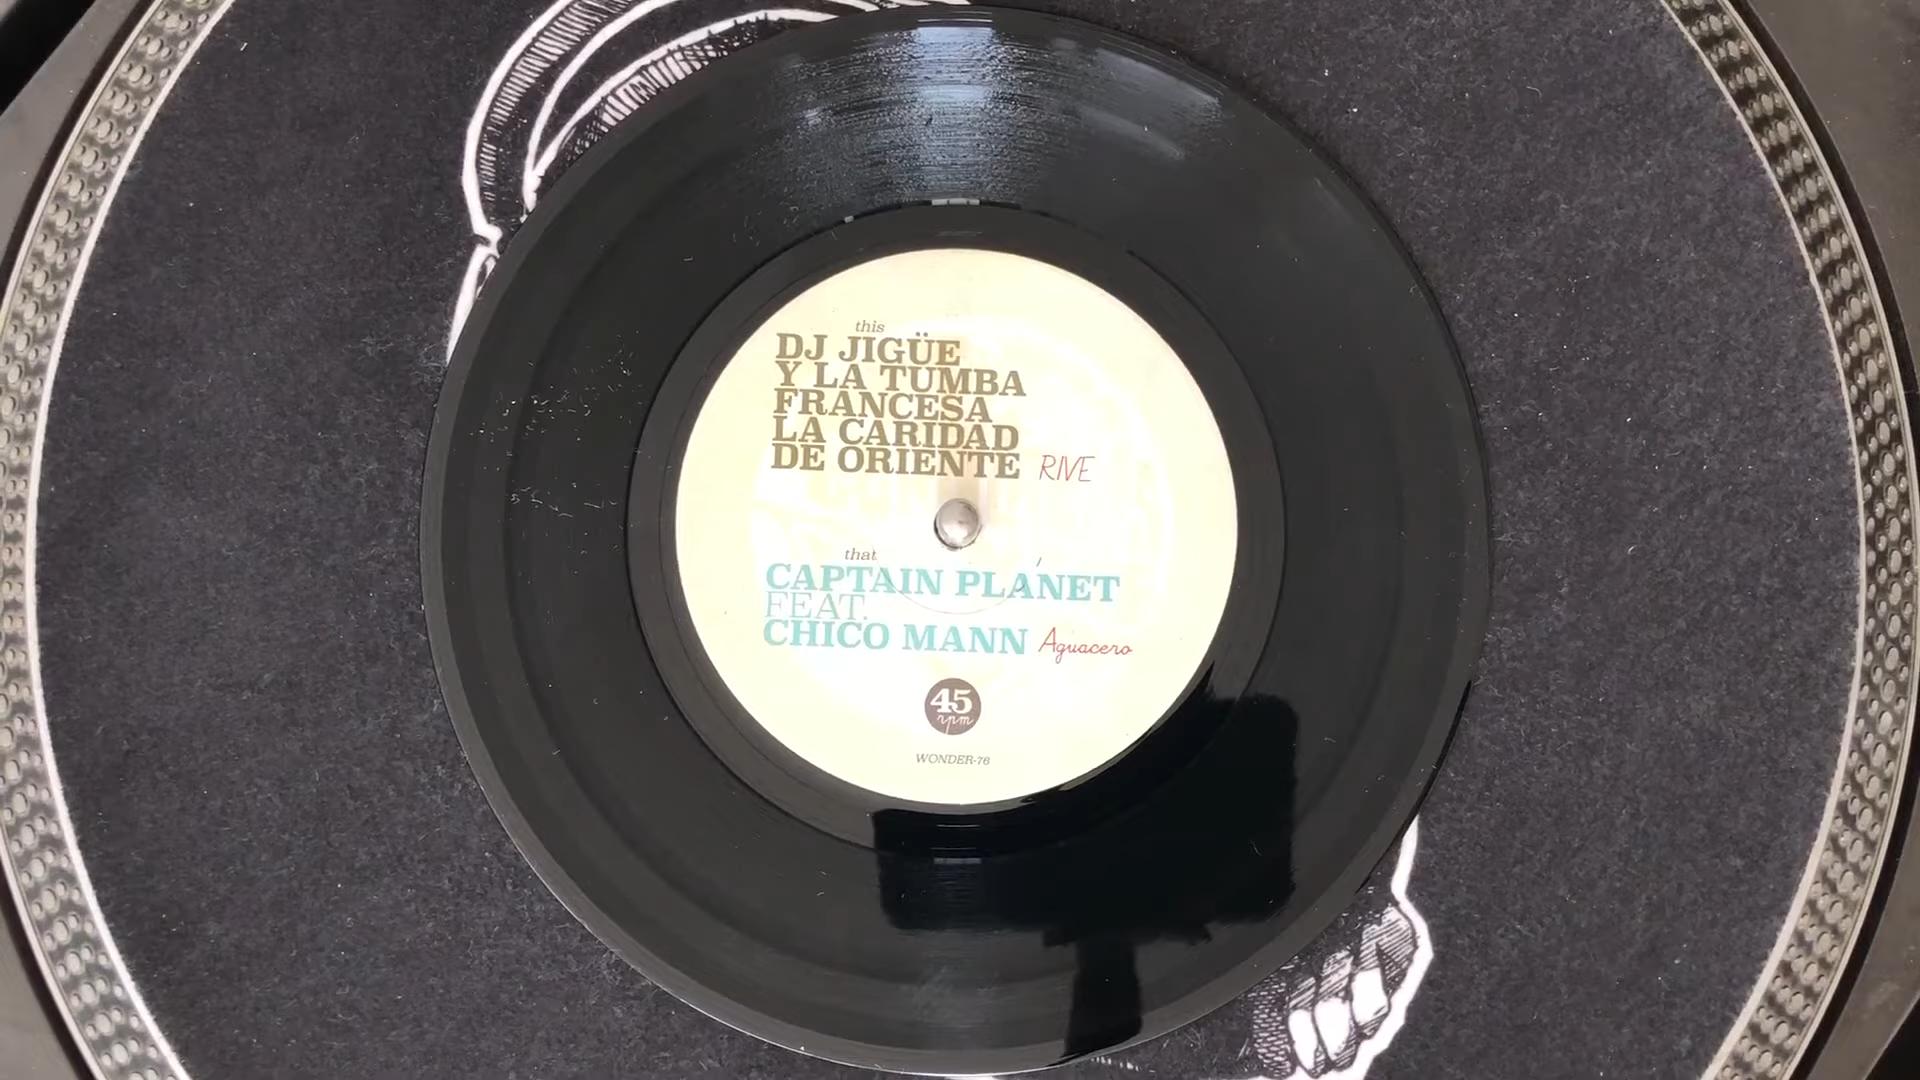 this
DJ JIGÜE
Y LA TUMBA
FRANCESA
LA CARIDAD
DE ORIENTE RIVE
that
CAPTAIN PLANET
FEAT.
CHICO MANN Aguacero
45
rpm
WONDER-76